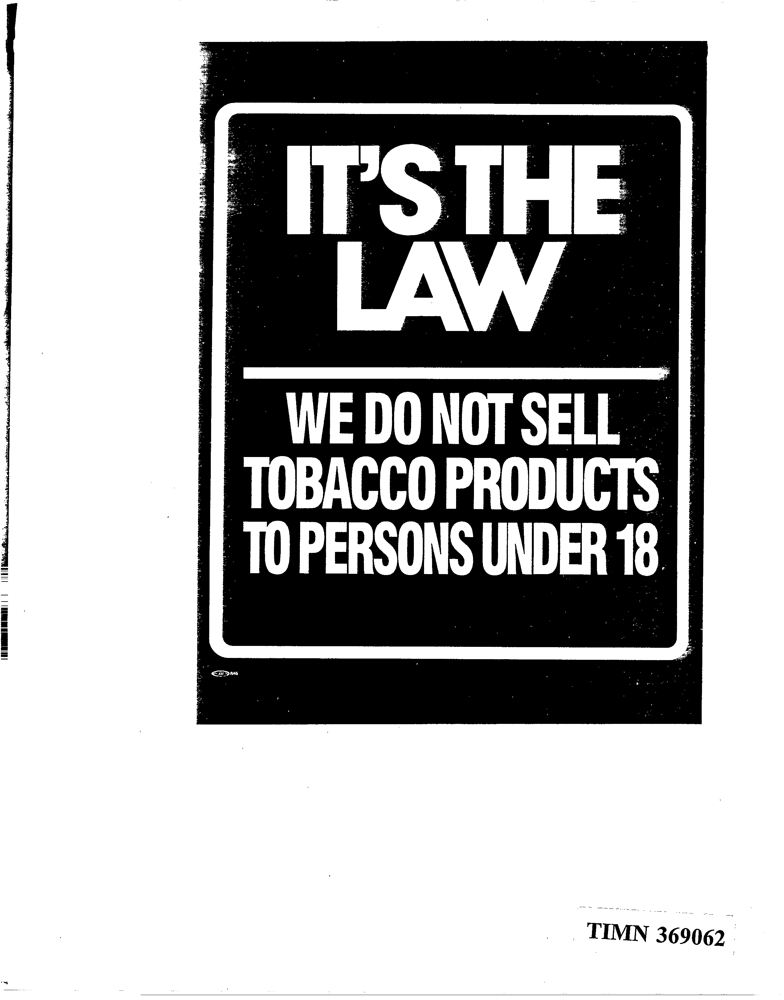 IT'S THE
LAW
WE DO NOT SELL
TOBACCO PRODUCTS
TO PERSONS UNDER 18
TIMN 369062